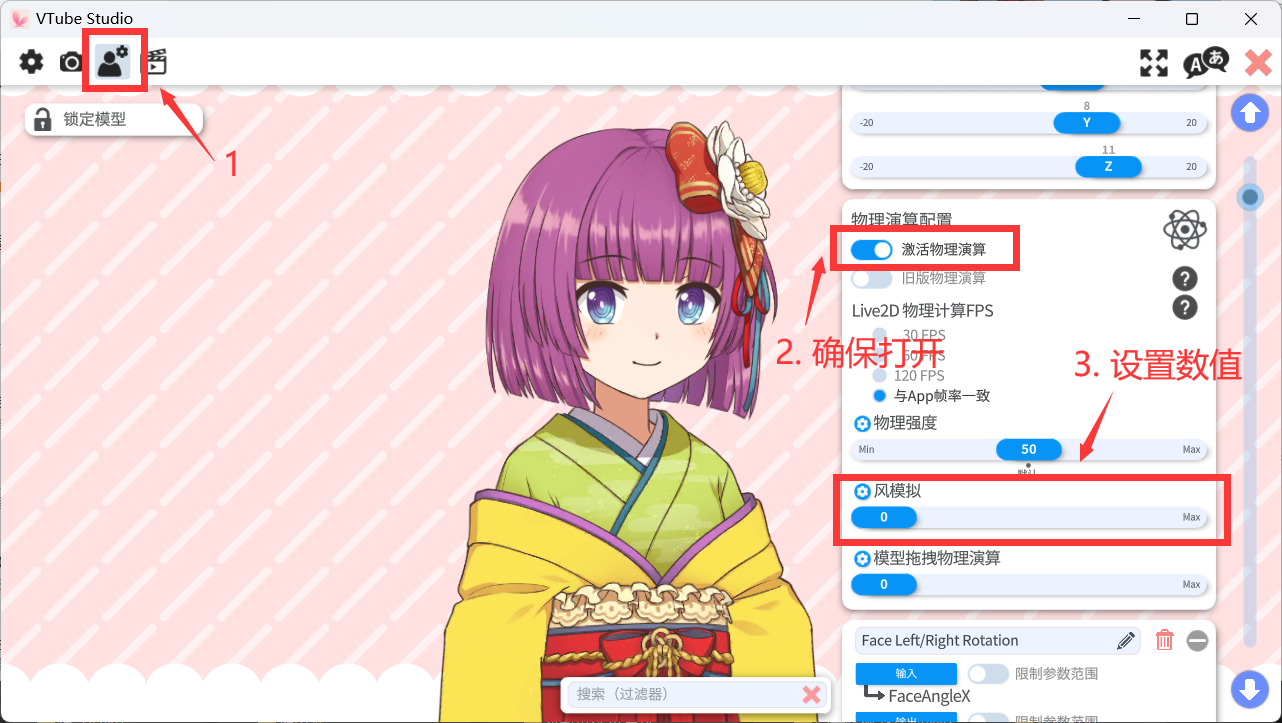 VTube Studio
锁定模型
1
8
-20 Y 20
11
-20 Z 20
物理演算配置
激活物理演算
旧版物理演算
Live2D 物理计算FPS
30 FPS
2. 确保打开
60 FPS
3. 设置数值
120 FPS
与App帧率一致
物理强度
Min 50 Max
默认
风模拟
0 Max
模型拖拽物理演算
0 Max
Face Left/Right Rotation
输入 限制参数范围
FaceAngleX
搜索（过滤器）
输出 限制参数范围